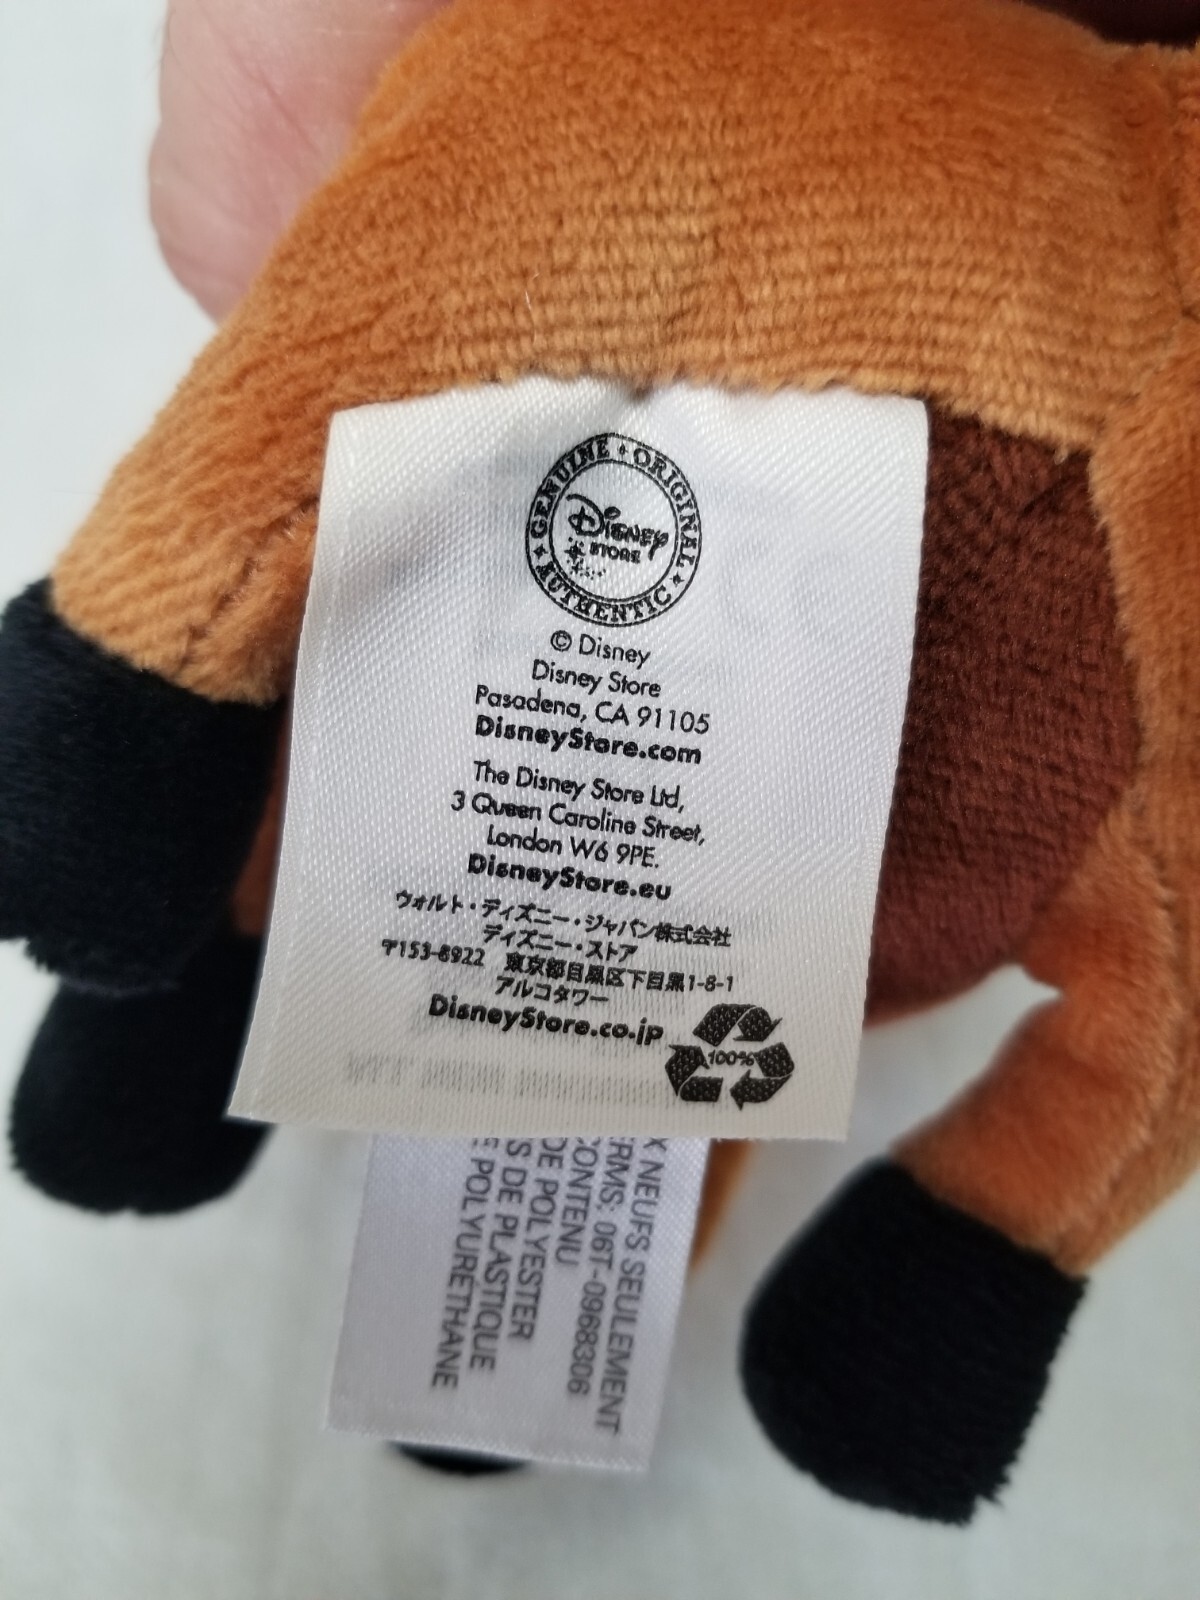 GENUINE • ORIGINAL • AUTHENTIC •
Disney
STORE
© Disney
Disney Store
Pasadena, CA 91105
DisneyStore.com
The Disney Store Ltd,
3 Queen Caroline Street,
London W6 9PE.
DisneyStore.eu
ウォルト・ディズニー・ジャパン株式会社
ディズニー・ストア
〒153-8922 東京都目黒区下目黒1-8-1
アルコタワー
DisneyStore.co.jp
100%
X NEUFS SEULEMENT
ERMS: 06T-0968306
CONTENU
DE POLYESTER
S DE PLASTIQUE
E POLYURÉTHANE